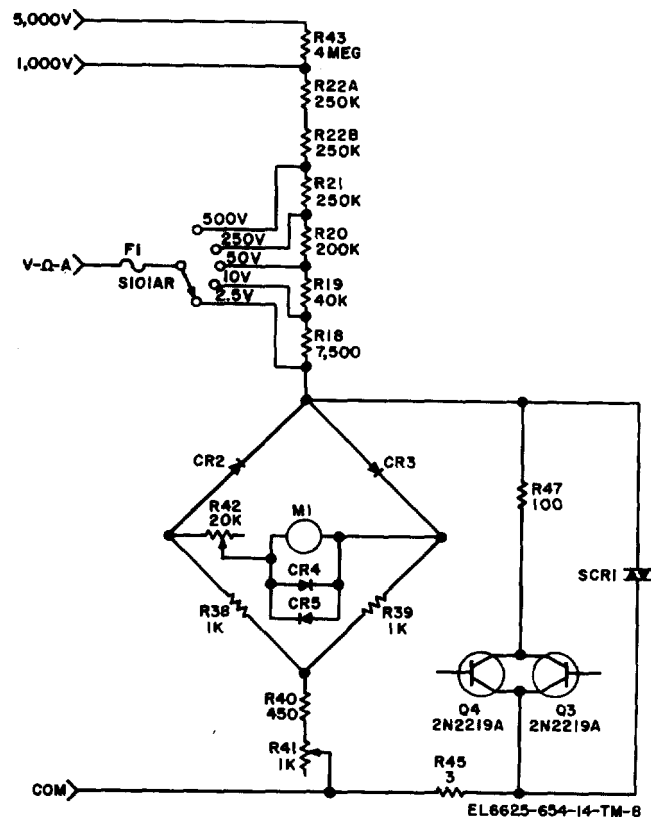 5,000V
R43
4MEG
1,000V
R22A
250K
R22B
250K
R21
250K
500V
250V
R20
200K
F1
V-Ω-A
50V
S101AR
10V
R19
40K
2.5V
R18
7,500
CR2
CR3
R42
20K
M1
R47
100
CR4
SCR1
CR5
R38
1K
R39
1K
R40
450
Q4
2N2219A
Q3
2N2219A
R41
1K
R45
3
COM
EL6625-654-14-TM-8